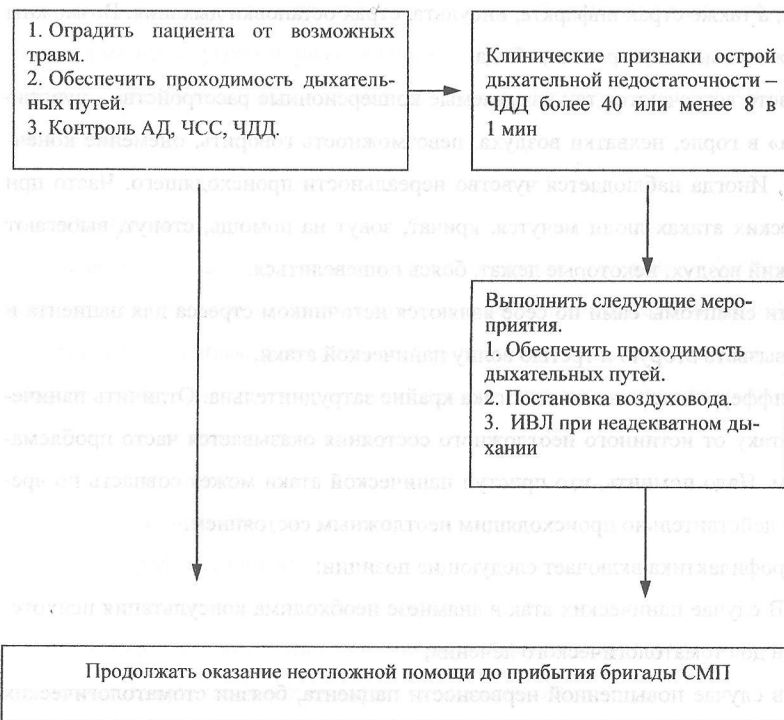 1. Оградить пациента от возможных
травм.
2. Обеспечить проходимость дыхатель-
ных путей.
3. Контроль АД, ЧСС, ЧДД.
Клинические признаки острой
дыхательной недостаточности –
ЧДД более 40 или менее 8 в
1 мин
Выполнить следующие меро-
приятия.
1. Обеспечить проходимость
дыхательных путей.
2. Постановка воздуховода.
3. ИВЛ при неадекватном ды-
хании
Продолжать оказание неотложной помощи до прибытия бригады СМП